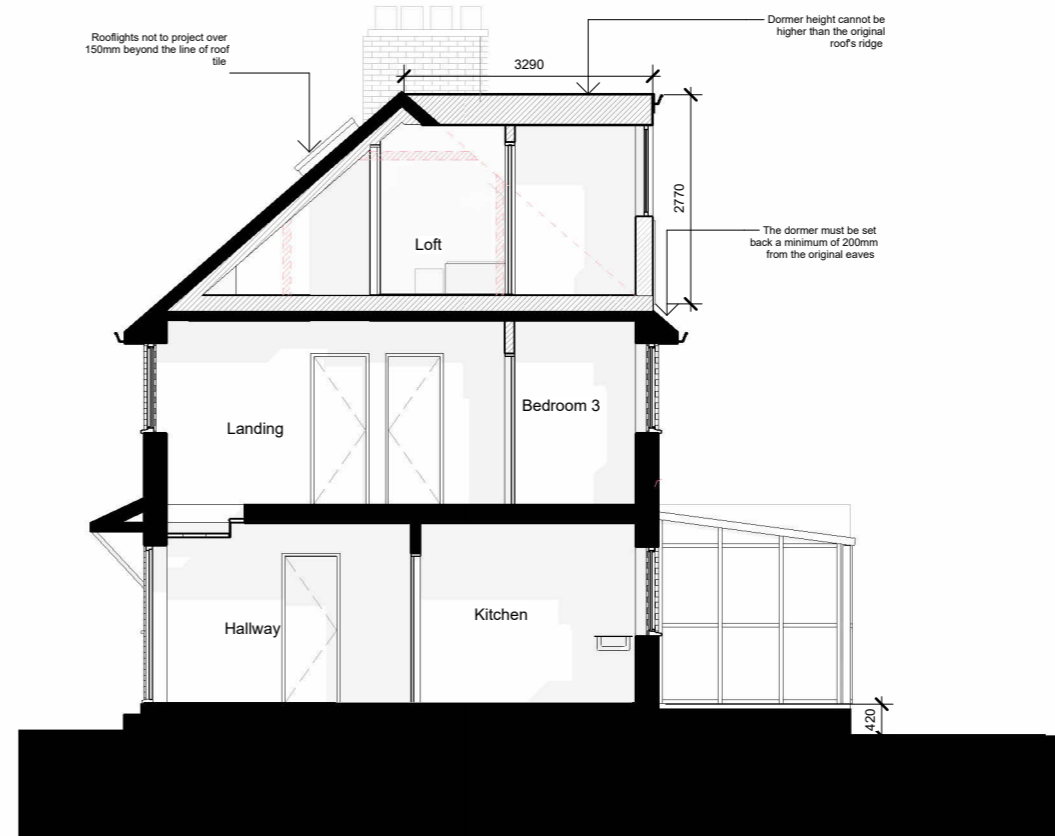 Rooflights not to project over
150mm beyond the line of roof
tile
Dormer height cannot be
higher than the original
roof's ridge
3290
2770
The dormer must be set
back a minimum of 200mm
from the original eaves
Loft
Landing
Bedroom 3
Hallway
Kitchen
420